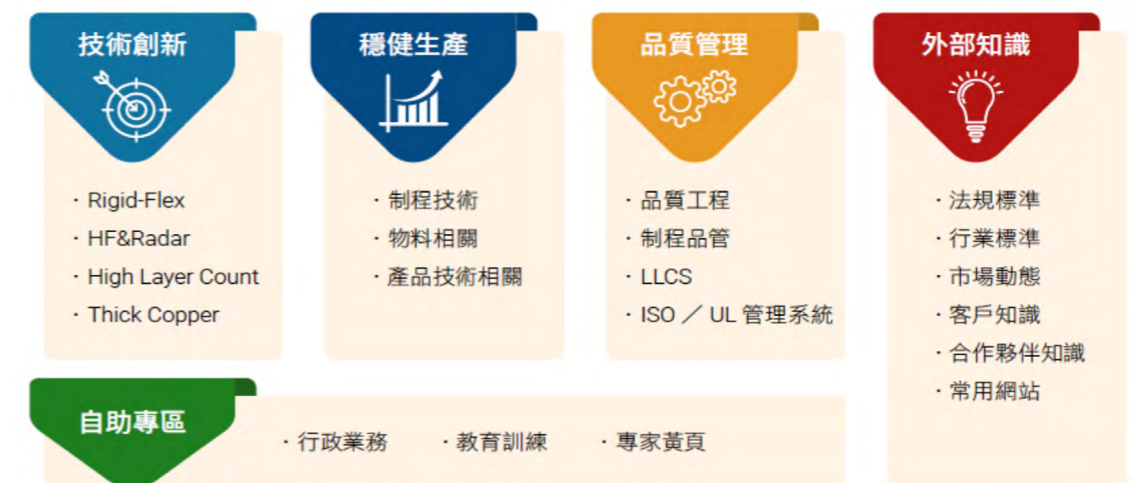 技術創新
· Rigid-Flex
· HF&Radar
· High Layer Count
· Thick Copper
穩健生產
· 制程技術
· 物料相關
· 產品技術相關
品質管理
· 品質工程
· 制程品管
· LLCS
· ISO ／ UL 管理系統
外部知識
· 法規標準
· 行業標準
· 市場動態
· 客戶知識
· 合作夥伴知識
· 常用網站
自助專區
· 行政業務
· 教育訓練
· 專家黃頁